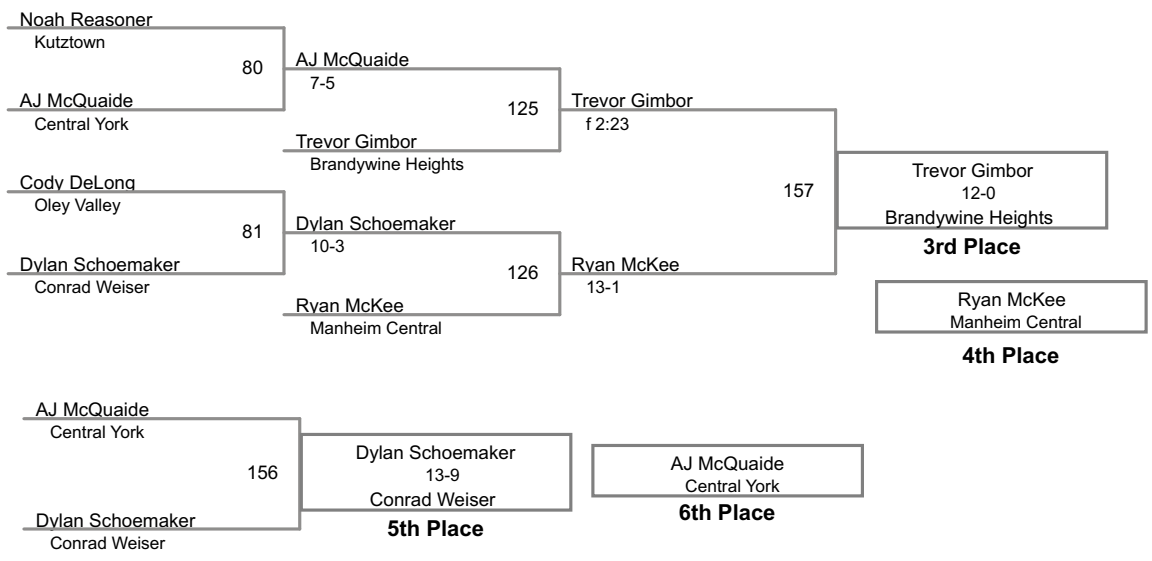 Noah Reasoner
Kutztown
80
AJ McQuaide
Central York
AJ McQuaide
7-5
125
Trevor Gimbor
Brandywine Heights
Trevor Gimbor
f 2:23
Cody DeLong
Oley Valley
81
Dylan Schoemaker
Conrad Weiser
Dylan Schoemaker
10-3
126
Ryan McKee
Manheim Central
Ryan McKee
13-1
157
Trevor Gimbor
12-0
Brandywine Heights
3rd Place
Ryan McKee
Manheim Central
4th Place
AJ McQuaide
Central York
156
Dylan Schoemaker
Conrad Weiser
Dylan Schoemaker
13-9
Conrad Weiser
5th Place
AJ McQuaide
Central York
6th Place